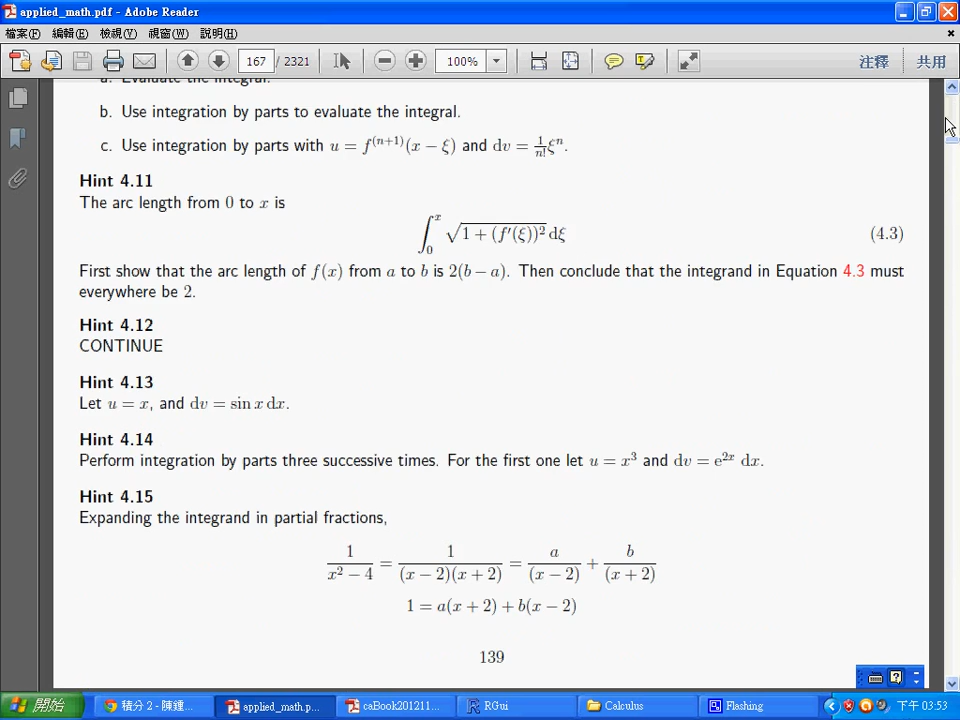 applied_math.pdf - Adobe Reader
檔案(F) 編輯(E) 檢視(V) 視窗(W) 說明(H)
167 / 2321 100% 注釋 共用
a. Evaluate the integral.
b. Use integration by parts to evaluate the integral.
c. Use integration by parts with u = f^(n+1)(x − ξ) and dv = 1/n! ξ^n.
Hint 4.11
The arc length from 0 to x is
∫_0^x √(1 + (f′(ξ))²) dξ (4.3)
First show that the arc length of f(x) from a to b is 2(b − a). Then conclude that the integrand in Equation 4.3 must
everywhere be 2.
Hint 4.12
CONTINUE
Hint 4.13
Let u = x, and dv = sin x dx.
Hint 4.14
Perform integration by parts three successive times. For the first one let u = x³ and dv = e^2x dx.
Hint 4.15
Expanding the integrand in partial fractions,
1/(x² − 4) = 1/((x − 2)(x + 2)) = a/(x − 2) + b/(x + 2)
1 = a(x + 2) + b(x − 2)
139
開始 積分 2 - 陳鍾... applied_math.p... caBook201211... RGui Calculus Flashing 下午 03:53